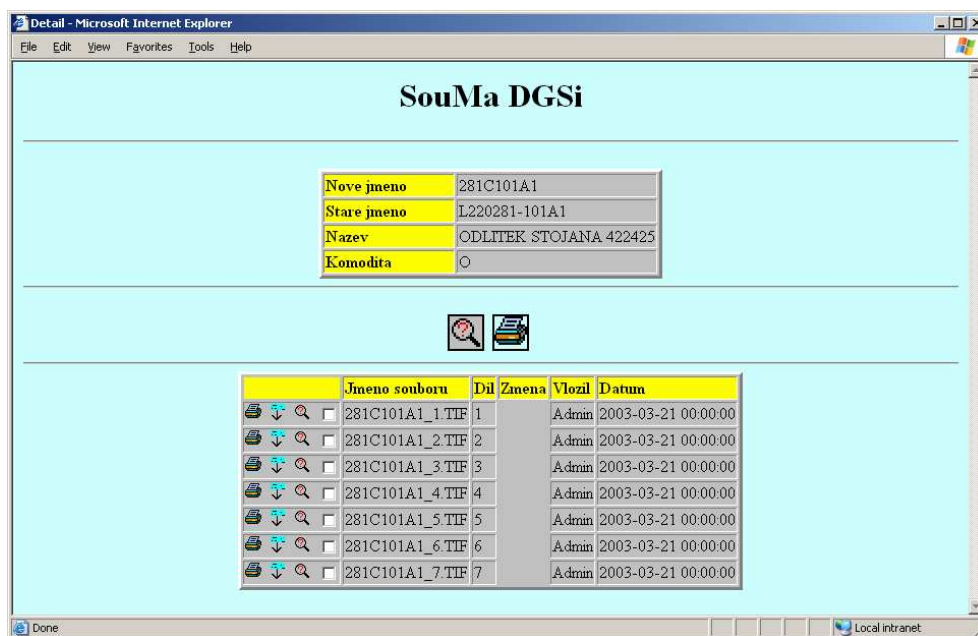 Detail - Microsoft Internet Explorer
File Edit View Favorites Tools Help
SouMa DGSi
Nove jmeno 281C101A1
Stare jmeno L220281-101A1
Nazev ODLITEK STOJANA 422425
Komodita O
Jmeno souboru Dil Zmena Vlozil Datum
281C101A1_1.TIF 1 Admin 2003-03-21 00:00:00
281C101A1_2.TIF 2 Admin 2003-03-21 00:00:00
281C101A1_3.TIF 3 Admin 2003-03-21 00:00:00
281C101A1_4.TIF 4 Admin 2003-03-21 00:00:00
281C101A1_5.TIF 5 Admin 2003-03-21 00:00:00
281C101A1_6.TIF 6 Admin 2003-03-21 00:00:00
281C101A1_7.TIF 7 Admin 2003-03-21 00:00:00
Done Local intranet